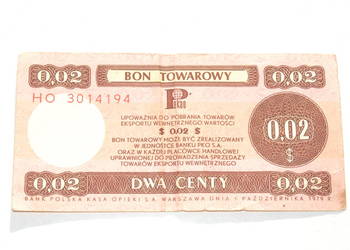 0,02 BON TOWAROWY 0,02
HO 3014194
PeKaO
UPOWAŻNIA DO POBRANIA TOWARÓW
EKSPORTU WEWNĘTRZNEGO WARTOŚCI
$ 0,02 $
BON TOWAROWY MOŻE BYĆ ZREALIZOWANY
W JEDNOSTCE BANKU PKO S.A.
ORAZ W KAŻDEJ PLACÓWCE HANDLOWEJ
UPRAWNIONEJ DO PROWADZENIA SPRZEDAŻY
TOWARÓW EKSPORTU WEWNĘTRZNEGO
0,02
$
0,02 DWA CENTY 0,02
BANK POLSKA KASA OPIEKI S.A. WARSZAWA DNIA 1 PAŹDZIERNIKA 1979 R.